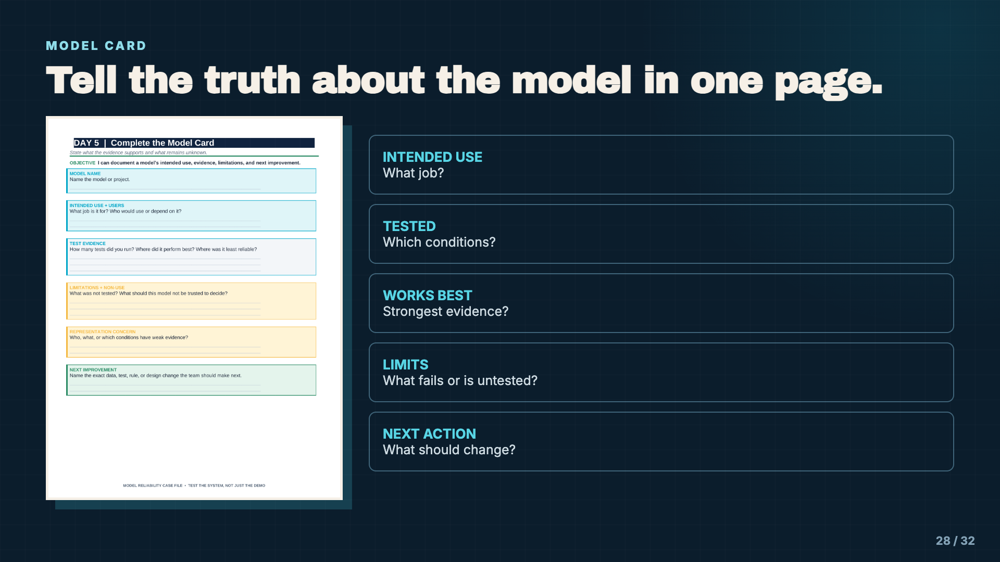 MODEL CARD
Tell the truth about the model in one page.
DAY 5 | Complete the Model Card
State what the evidence supports and what remains unknown.
OBJECTIVE I can document a model's intended use, evidence, limitations, and next improvement.
MODEL NAME
Name the model or project.
INTENDED USE + USERS
What job is it for? Who would use or depend on it?
TEST EVIDENCE
How many tests did you run? Where did it perform best? Where was it least reliable?
LIMITATIONS + NON-USE
What was not tested? What should this model not be trusted to decide?
REPRESENTATION CONCERN
Who, what, or which conditions have weak evidence?
NEXT IMPROVEMENT
Name the exact data, test, rule, or design change the team should make next.
MODEL RELIABILITY CASE FILE • TEST THE SYSTEM, NOT JUST THE DEMO
INTENDED USE
What job?
TESTED
Which conditions?
WORKS BEST
Strongest evidence?
LIMITS
What fails or is untested?
NEXT ACTION
What should change?
28 / 32